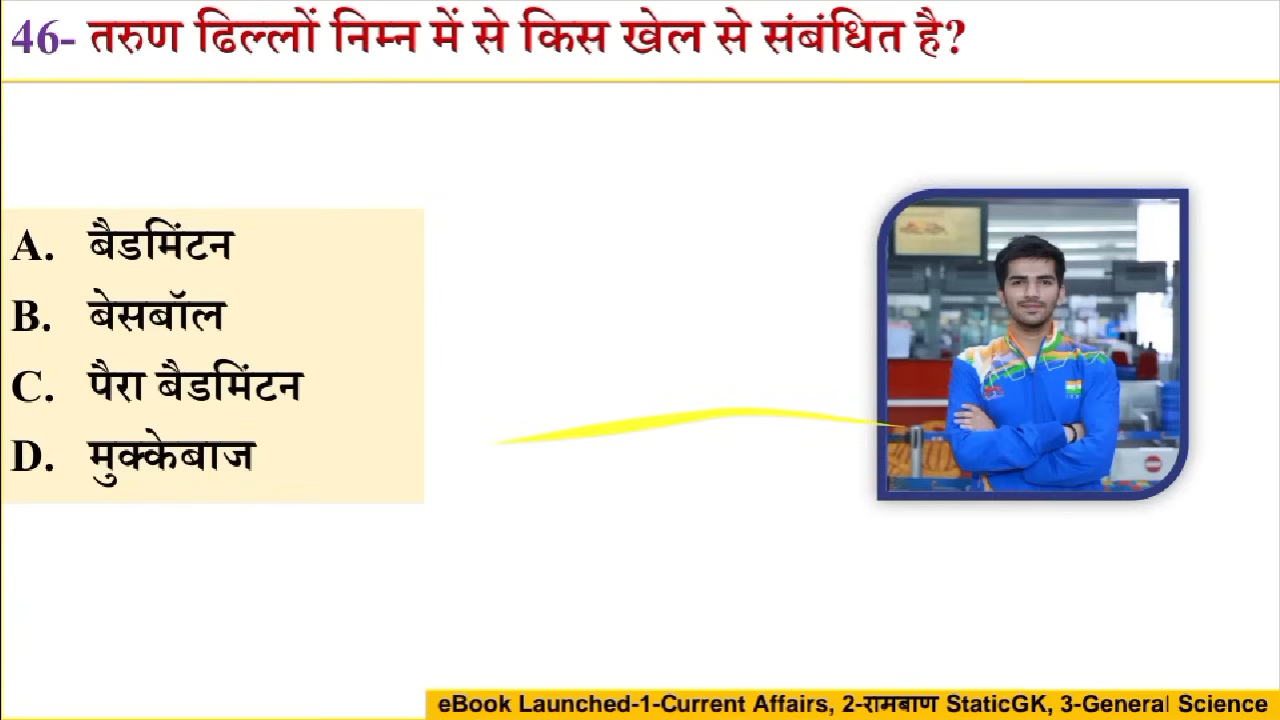 46- तरुण ढिल्लों निम्न में से किस खेल से संबंधित है?
A. बैडमिंटन
B. बेसबॉल
C. पैरा बैडमिंटन
D. मुक्केबाज
eBook Launched-1-Current Affairs, 2-रामबाण StaticGK, 3-General Science